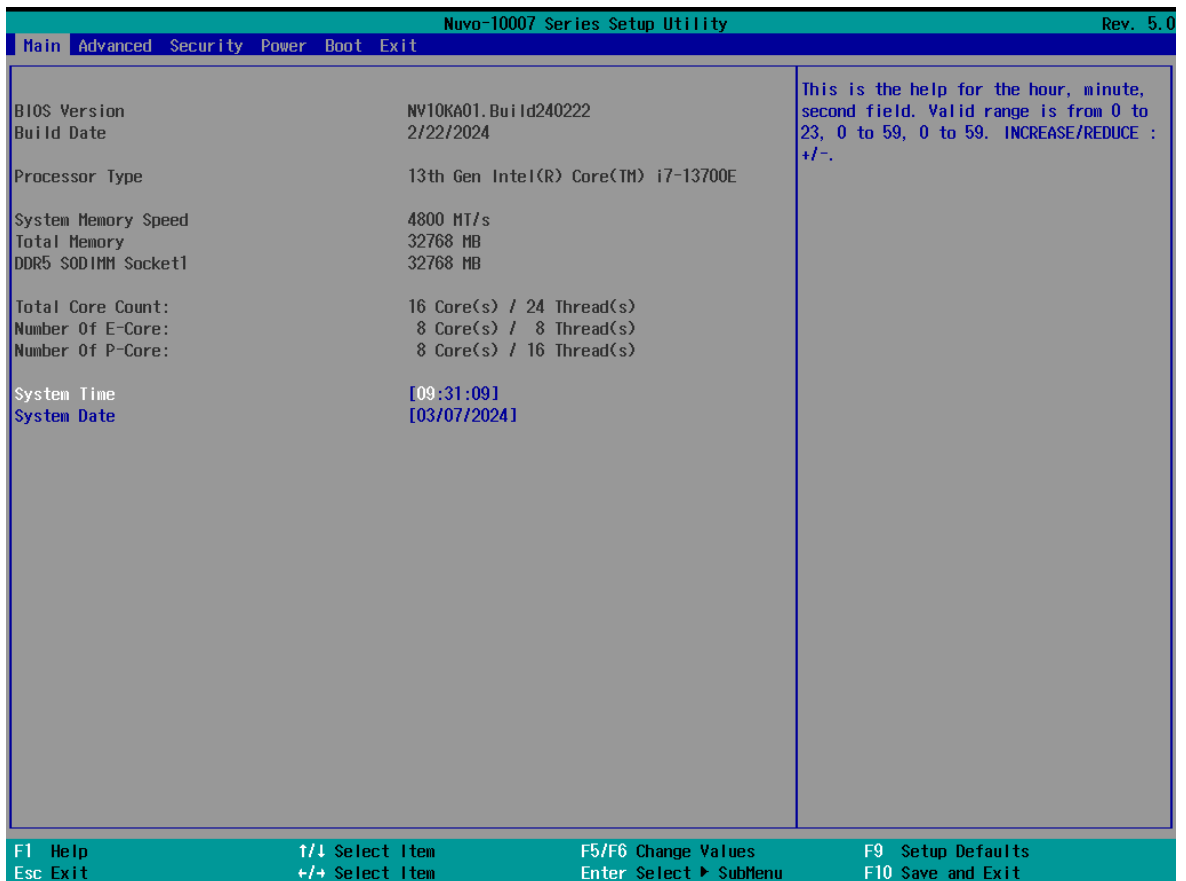 Nuvo-10007 Series Setup Utility Rev. 5.0
Main Advanced Security Power Boot Exit
This is the help for the hour, minute,
BIOS Version NV10KA01.Build240222 second field. Valid range is from 0 to
Build Date 2/22/2024 23, 0 to 59, 0 to 59. INCREASE/REDUCE :
+/-.
Processor Type 13th Gen Intel(R) Core(TM) i7-13700E
System Memory Speed 4800 MT/s
Total Memory 32768 MB
DDR5 SODIMM Socket1 32768 MB
Total Core Count: 16 Core(s) / 24 Thread(s)
Number Of E-Core: 8 Core(s) / 8 Thread(s)
Number Of P-Core: 8 Core(s) / 16 Thread(s)
System Time [09:31:09]
System Date [03/07/2024]
F1 Help ↑/↓ Select Item F5/F6 Change Values F9 Setup Defaults
Esc Exit ←/→ Select Item Enter Select ▶ SubMenu F10 Save and Exit